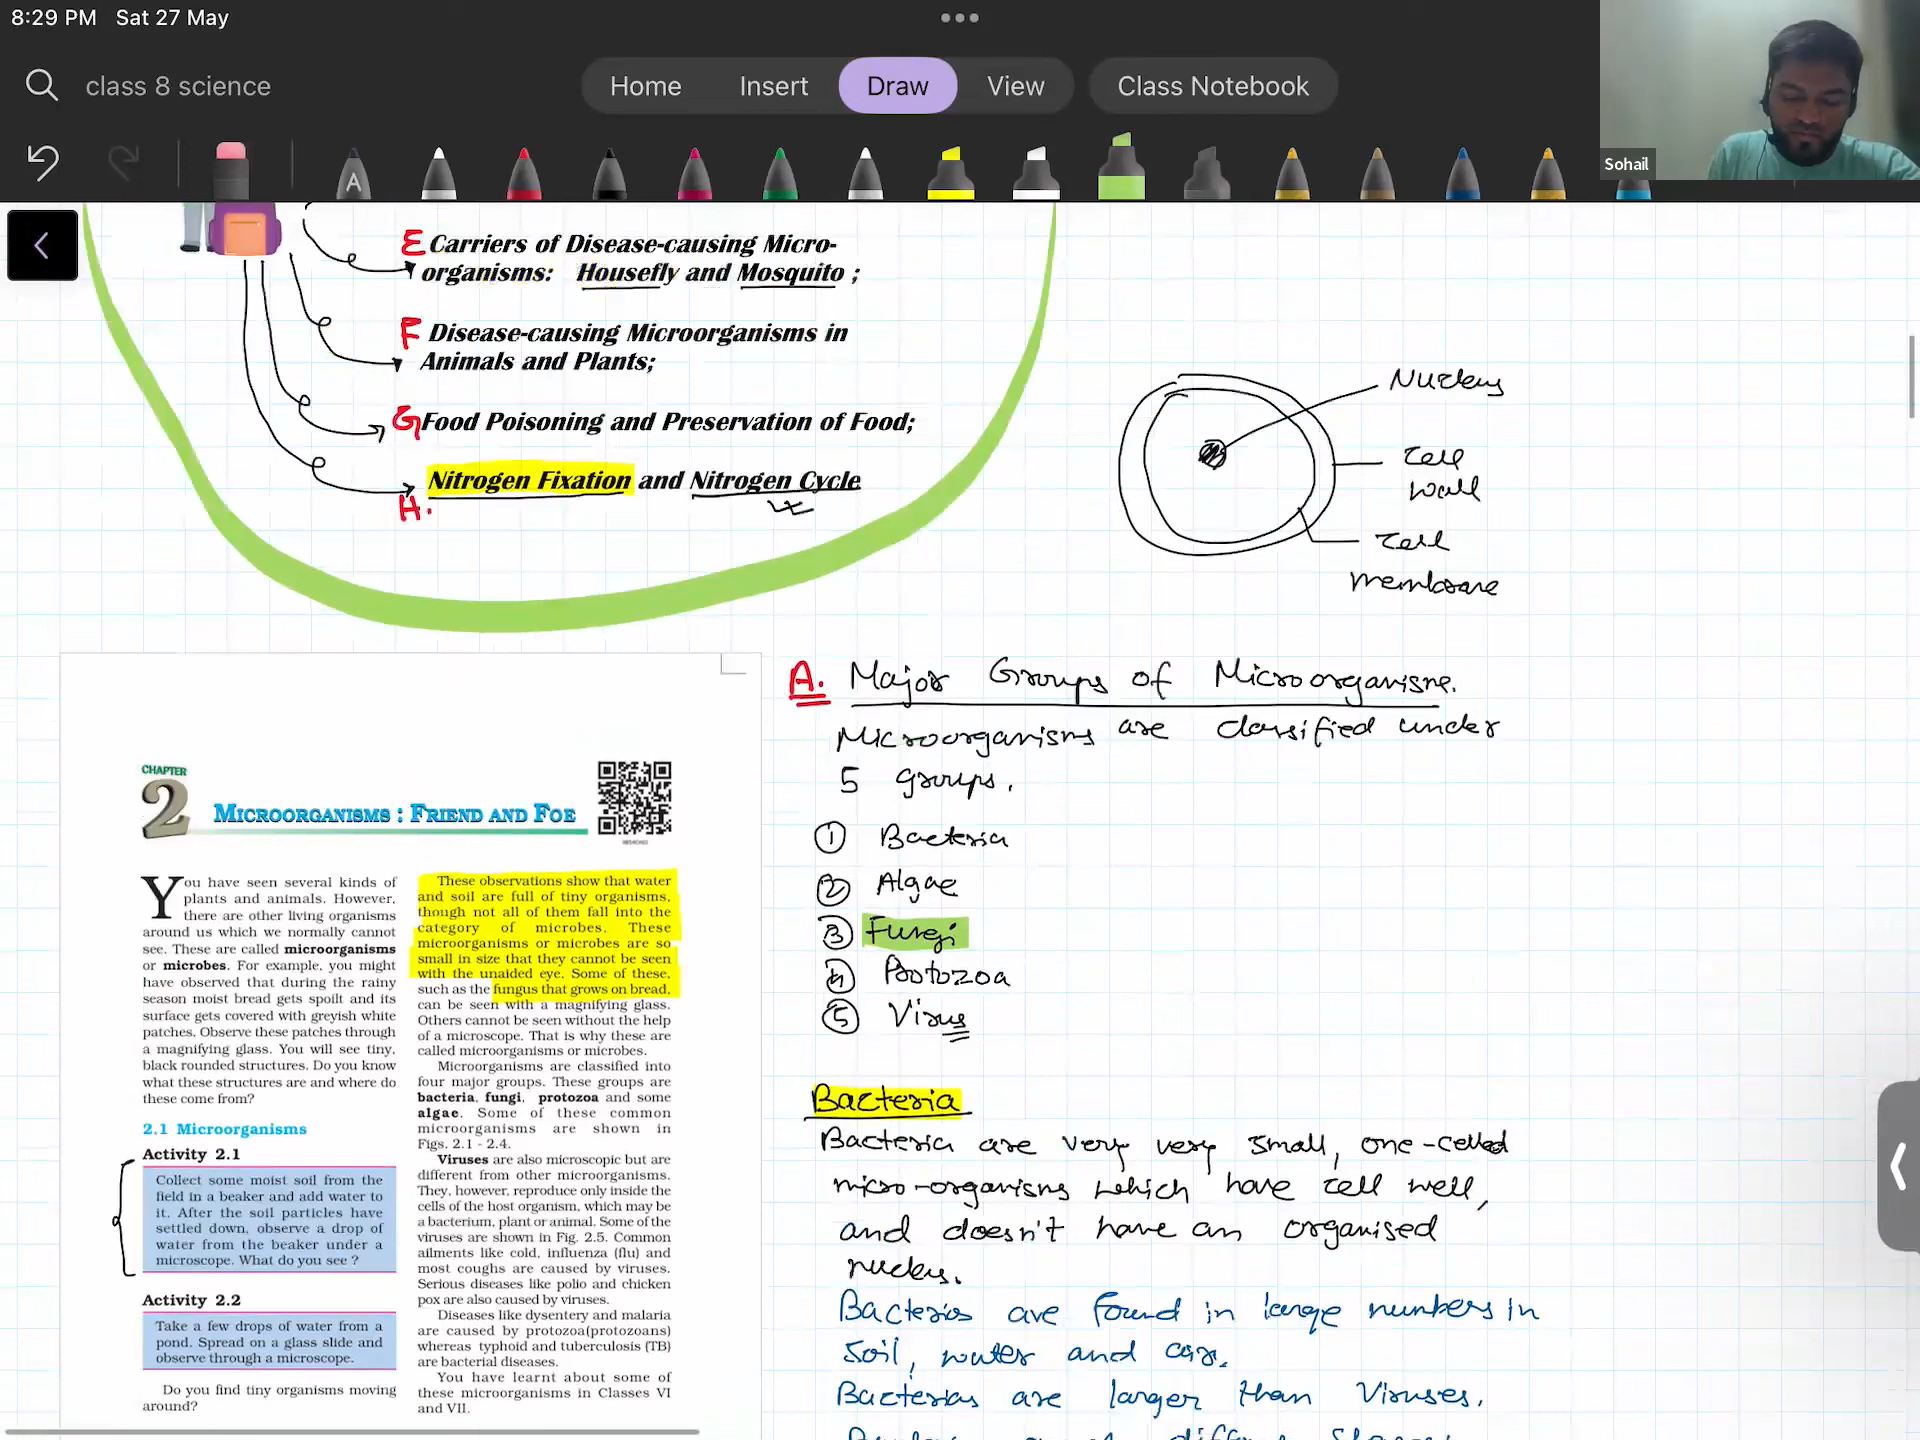 8:29 PM Sat 27 May
class 8 science
Home Insert Draw View Class Notebook
A
Sohail
E Carriers of Disease-causing Micro-
organisms: Housefly and Mosquito ;
F Disease-causing Microorganisms in
Animals and Plants;
G Food Poisoning and Preservation of Food;
H. Nitrogen Fixation and Nitrogen Cycle
Nucleus
Cell
wall
Cell
membrane
CHAPTER
2 MICROORGANISMS : FRIEND AND FOE
You have seen several kinds of
plants and animals. However,
there are other living organisms
around us which we normally cannot
see. These are called microorganisms
or microbes. For example, you might
have observed that during the rainy
season moist bread gets spoilt and its
surface gets covered with greyish white
patches. Observe these patches through
a magnifying glass. You will see tiny,
black rounded structures. Do you know
what these structures are and where do
these come from?
2.1 Microorganisms
Activity 2.1
Collect some moist soil from the
field in a beaker and add water to
it. After the soil particles have
settled down, observe a drop of
water from the beaker under a
microscope. What do you see ?
Activity 2.2
Take a few drops of water from a
pond. Spread on a glass slide and
observe through a microscope.
Do you find tiny organisms moving
around?
These observations show that water
and soil are full of tiny organisms,
though not all of them fall into the
category of microbes. These
microorganisms or microbes are so
small in size that they cannot be seen
with the unaided eye. Some of these,
such as the fungus that grows on bread,
can be seen with a magnifying glass.
Others cannot be seen without the help
of a microscope. That is why these are
called microorganisms or microbes.
Microorganisms are classified into
four major groups. These groups are
bacteria, fungi, protozoa and some
algae. Some of these common
microorganisms are shown in
Figs. 2.1 - 2.4.
Viruses are also microscopic but are
different from other microorganisms.
They, however, reproduce only inside the
cells of the host organism, which may be
a bacterium, plant or animal. Some of the
viruses are shown in Fig. 2.5. Common
ailments like cold, influenza (flu) and
most coughs are caused by viruses.
Serious diseases like polio and chicken
pox are also caused by viruses.
Diseases like dysentery and malaria
are caused by protozoa(protozoans)
whereas typhoid and tuberculosis (TB)
are bacterial diseases.
You have learnt about some of
these microorganisms in Classes VI
and VII.
A. Major Groups of Microorganisms.
Microorganisms are classified under
5 groups.
1 Bacteria
2 Algae
3 Fungi
4 Protozoa
5 Virus
Bacteria
Bacteria are very very small, one-celled
micro-organisms which have cell well,
and doesn't have an organised
nucleus.
Bacterias are found in large numbers in
Soil, water and air.
Bacterias are larger than Viruses.